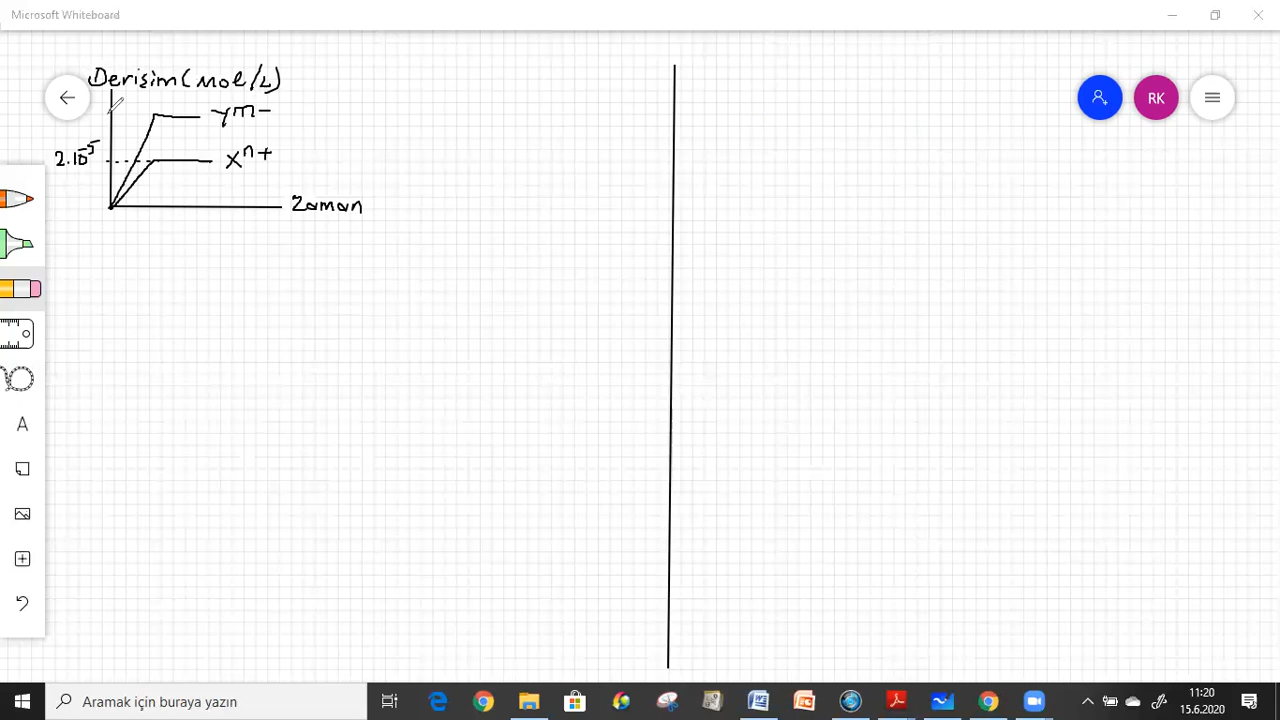 Microsoft Whiteboard
Derişim (mol/L)
Ym-
2.10⁻⁵
Xn+
Zaman
RK
A
Aramak için buraya yazın
11:20
15.6.2020